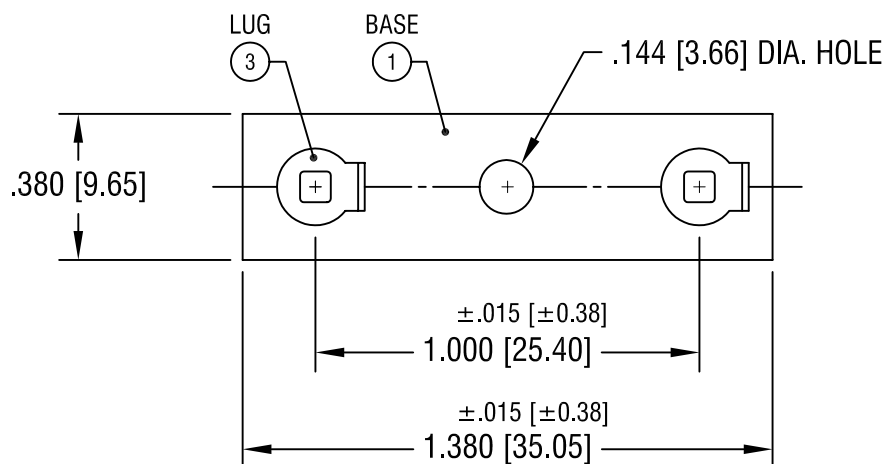 LUG
3
BASE
1
.144 [3.66] DIA. HOLE
.380 [9.65]
±.015 [±0.38]
1.000 [25.40]
±.015 [±0.38]
1.380 [35.05]